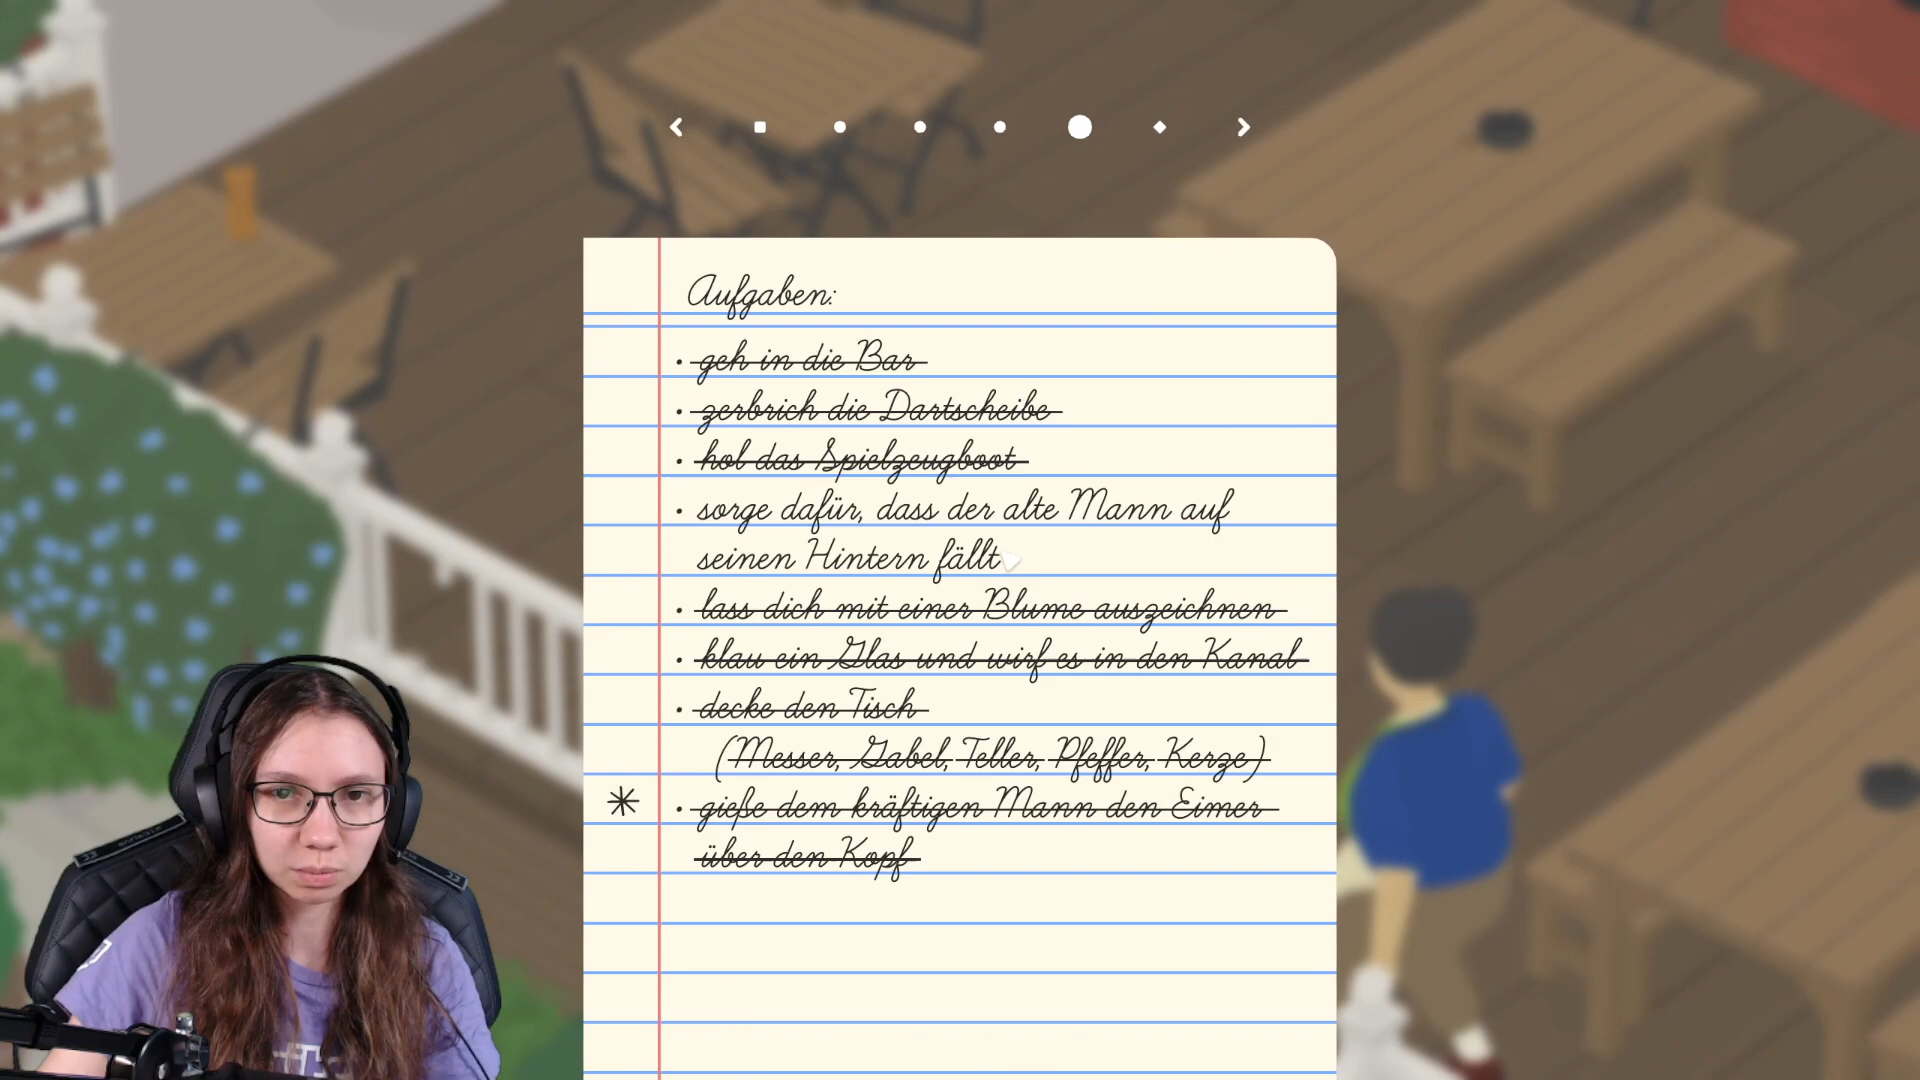 Aufgaben:
• geh in die Bar
• zerbrich die Dartscheibe
• hol das Spielzeugboot
• sorge dafür, dass der alte Mann auf
seinen Hintern fällt
• lass dich mit einer Blume auszeichnen
• klau ein Glas und wirf es in den Kanal
• decke den Tisch
(Messer, Gabel, Teller, Pfeffer, Kerze)
• gieße dem kräftigen Mann den Eimer
über den Kopf